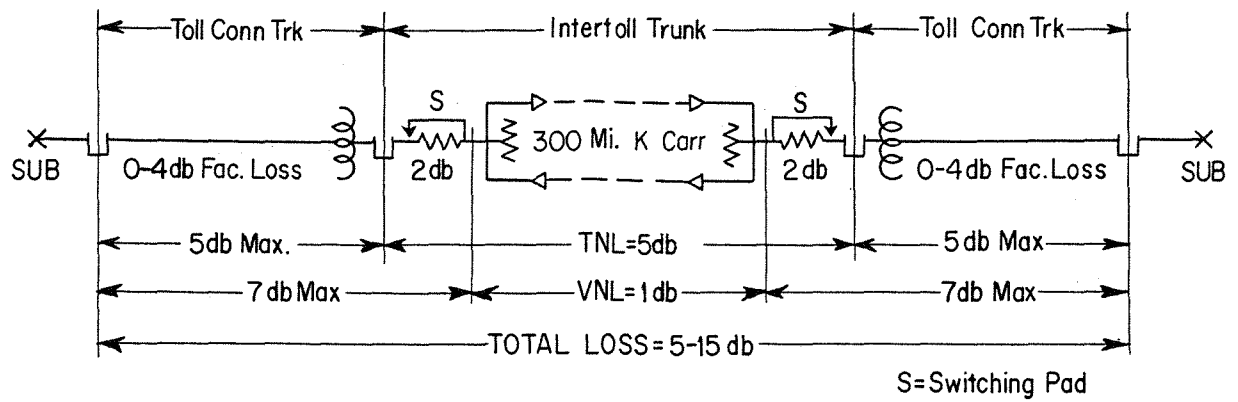 Toll Conn Trk
Intertoll Trunk
Toll Conn Trk
S
S
300 Mi. K Carr
SUB
0-4db Fac. Loss
2db
2db
0-4db Fac. Loss
SUB
5db Max.
TNL=5db
5db Max
7db Max
VNL=1db
7db Max
TOTAL LOSS=5-15db
S=Switching Pad